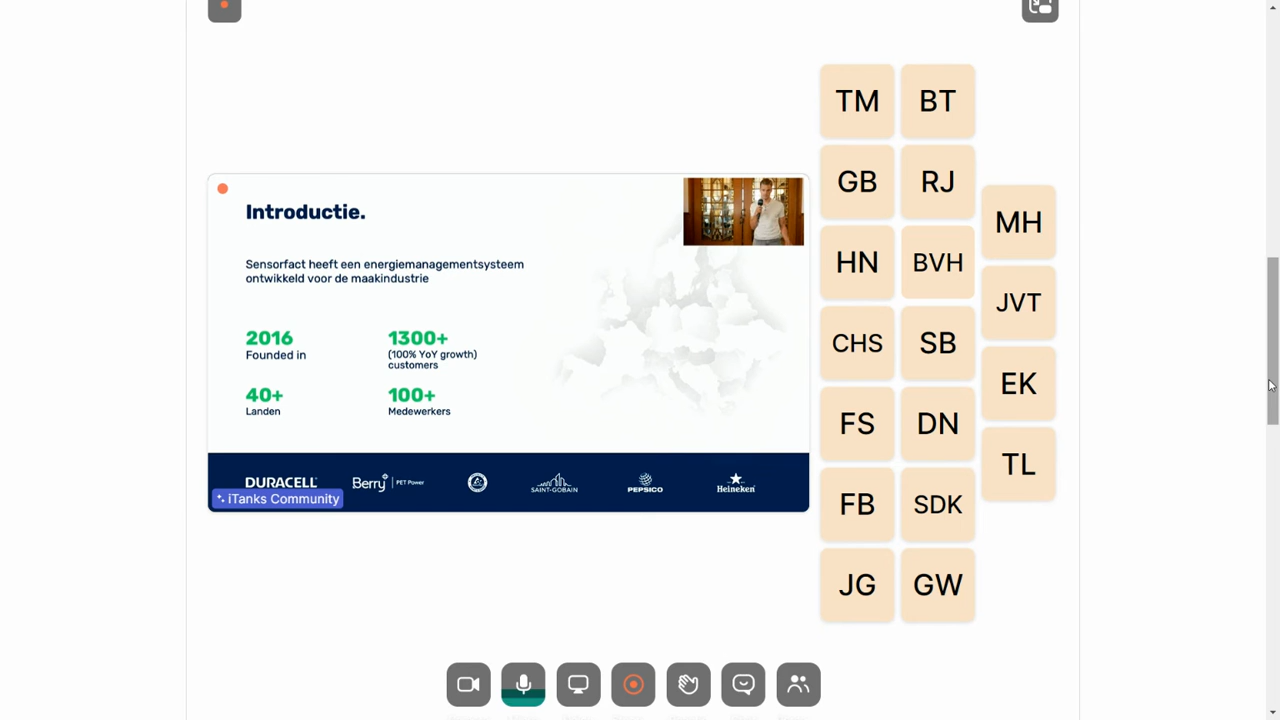 Introductie.
Sensorfact heeft een energiemanagementsysteem
ontwikkeld voor de maakindustrie
2016
Founded in
1300+
(100% YoY growth)
customers
40+
Landen
100+
Medewerkers
DURACELL
Berry | PET Power
SAINT-GOBAIN
PEPSICO
Heineken
iTanks Community
TM
BT
GB
RJ
MH
HN
BVH
JVT
CHS
SB
EK
FS
DN
TL
FB
SDK
JG
GW